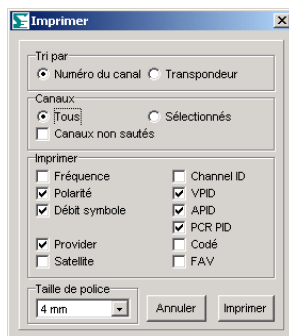 Imprimer
Tri par
Numéro du canal Transpondeur
Canaux
Tous Sélectionnés
Canaux non sautés
Imprimer
Fréquence Channel ID
Polarité VPID
Débit symbole APID
PCR PID
Provider Codé
Satellite FAV
Taille de police
4 mm Annuler Imprimer